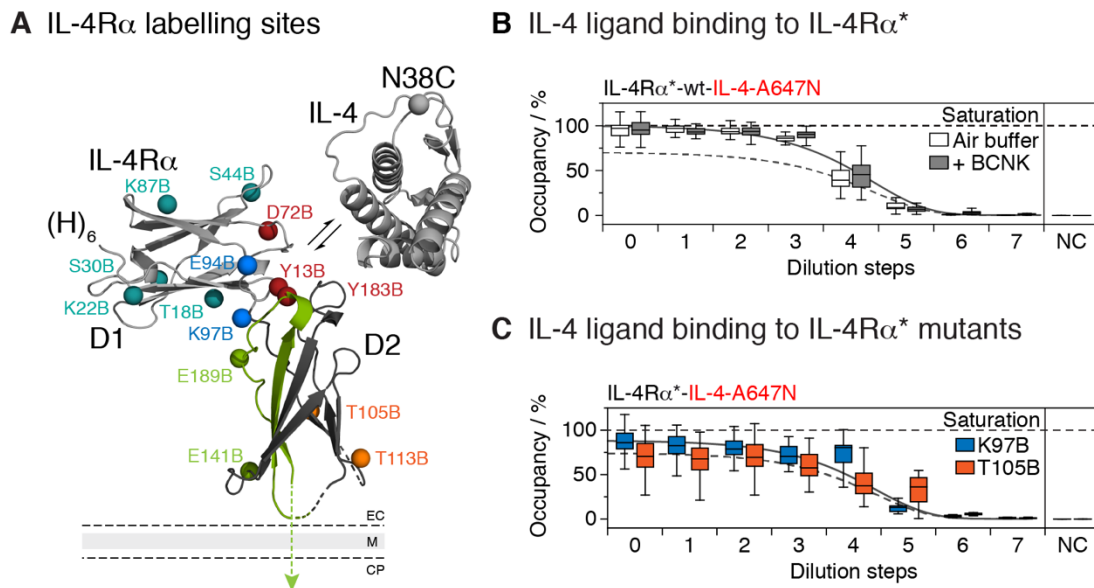 A IL-4Rα labelling sites
N38C
IL-4
IL-4Rα
K87B
S44B
(H)6
D72B
E94B
S30B
Y13B
K22B
T18B
Y183B
K97B
D1
D2
E189B
T105B
E141B
T113B
EC
M
CP
B IL-4 ligand binding to IL-4Rα*
IL-4Rα*-wt-IL-4-A647N
Saturation
Air buffer
+ BCNK
Occupancy / %
100
50
0
0 1 2 3 4 5 6 7 NC
Dilution steps
C IL-4 ligand binding to IL-4Rα* mutants
IL-4Rα*-IL-4-A647N
Saturation
K97B
T105B
Occupancy / %
100
50
0
0 1 2 3 4 5 6 7 NC
Dilution steps